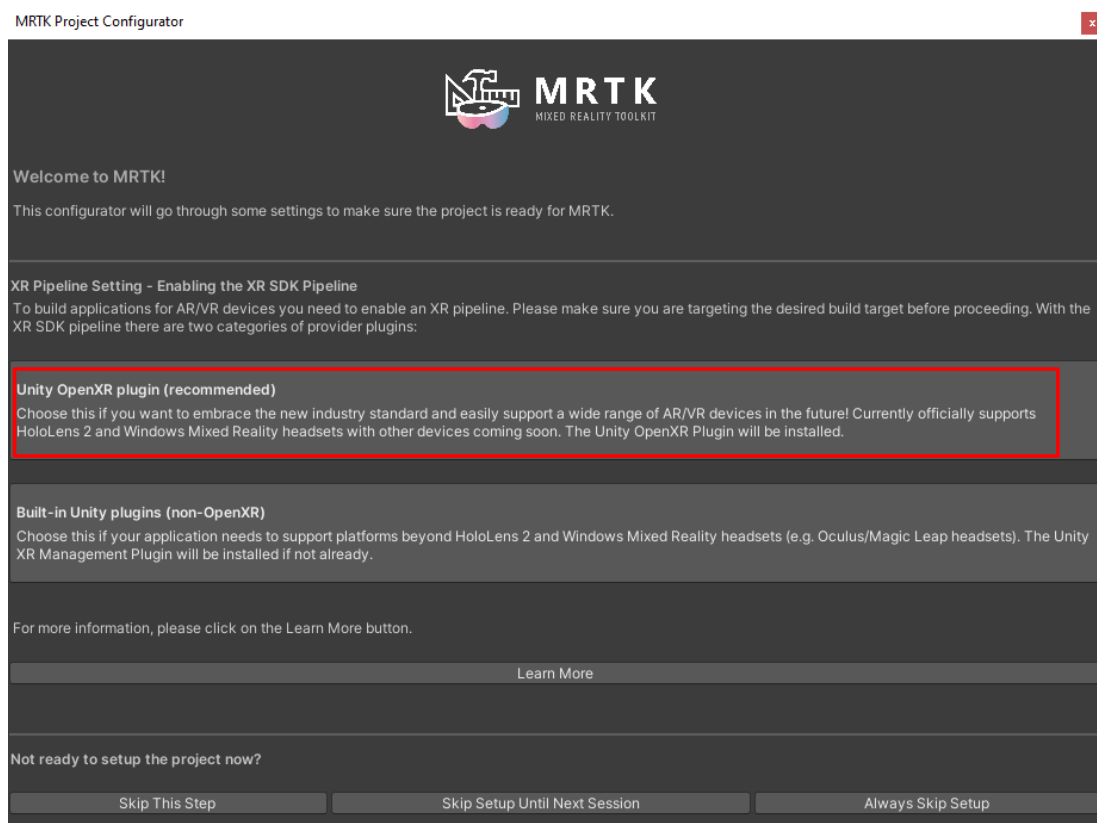 MRTK Project Configurator
x
MRTK
MIXED REALITY TOOLKIT
Welcome to MRTK!
This configurator will go through some settings to make sure the project is ready for MRTK.
XR Pipeline Setting - Enabling the XR SDK Pipeline
To build applications for AR/VR devices you need to enable an XR pipeline. Please make sure you are targeting the desired build target before proceeding. With the
XR SDK pipeline there are two categories of provider plugins:
Unity OpenXR plugin (recommended)
Choose this if you want to embrace the new industry standard and easily support a wide range of AR/VR devices in the future! Currently officially supports
HoloLens 2 and Windows Mixed Reality headsets with other devices coming soon. The Unity OpenXR Plugin will be installed.
Built-in Unity plugins (non-OpenXR)
Choose this if your application needs to support platforms beyond HoloLens 2 and Windows Mixed Reality headsets (e.g. Oculus/Magic Leap headsets). The Unity
XR Management Plugin will be installed if not already.
For more information, please click on the Learn More button.
Learn More
Not ready to setup the project now?
Skip This Step
Skip Setup Until Next Session
Always Skip Setup